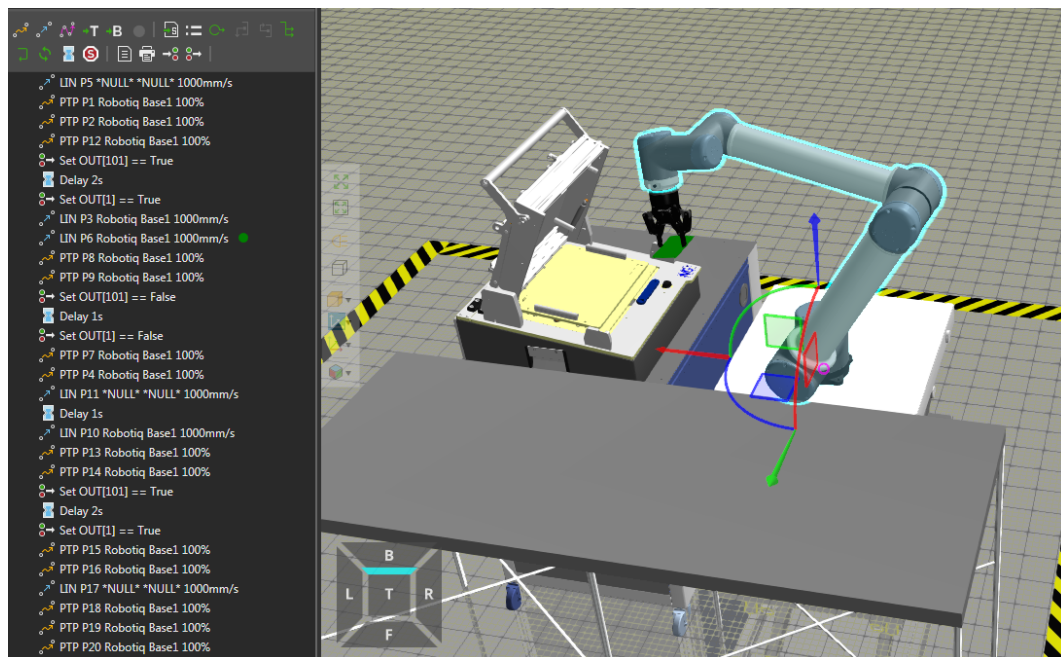 T
B
S
S
LIN P5 *NULL* *NULL* 1000mm/s
PTP P1 Robotiq Base1 100%
PTP P2 Robotiq Base1 100%
PTP P12 Robotiq Base1 100%
Set OUT[101] == True
Delay 2s
Set OUT[1] == True
LIN P3 Robotiq Base1 1000mm/s
LIN P6 Robotiq Base1 1000mm/s
PTP P8 Robotiq Base1 100%
PTP P9 Robotiq Base1 100%
Set OUT[101] == False
Delay 1s
Set OUT[1] == False
PTP P7 Robotiq Base1 100%
PTP P4 Robotiq Base1 100%
LIN P11 *NULL* *NULL* 1000mm/s
Delay 1s
LIN P10 Robotiq Base1 1000mm/s
PTP P13 Robotiq Base1 100%
PTP P14 Robotiq Base1 100%
Set OUT[101] == True
Delay 2s
Set OUT[1] == True
PTP P15 Robotiq Base1 100%
PTP P16 Robotiq Base1 100%
LIN P17 *NULL* *NULL* 1000mm/s
PTP P18 Robotiq Base1 100%
PTP P19 Robotiq Base1 100%
PTP P20 Robotiq Base1 100%
B
L T R
F